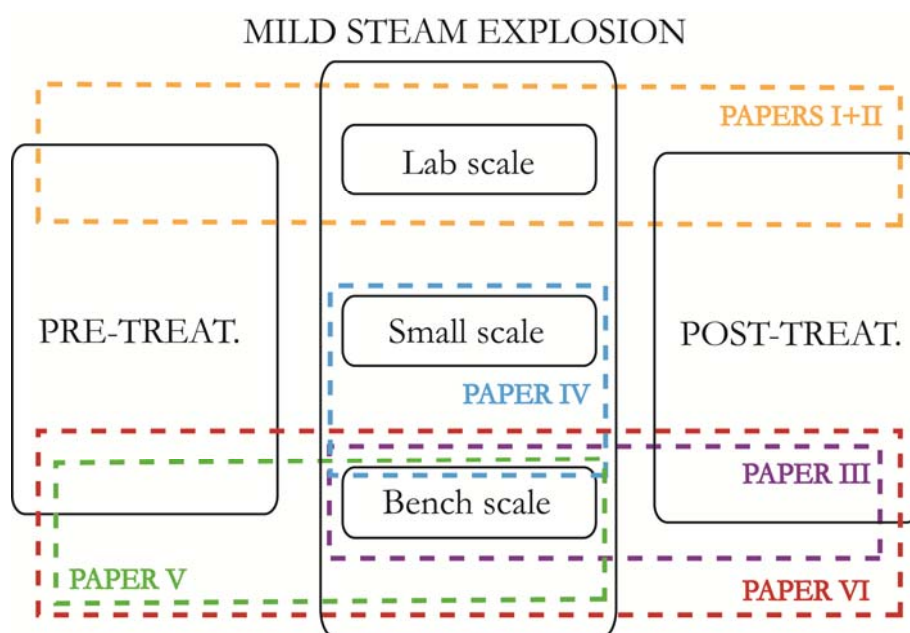 MILD STEAM EXPLOSION
PAPERS I+II
Lab scale
PRE-TREAT.
Small scale
POST-TREAT.
PAPER IV
PAPER III
Bench scale
PAPER V
PAPER VI